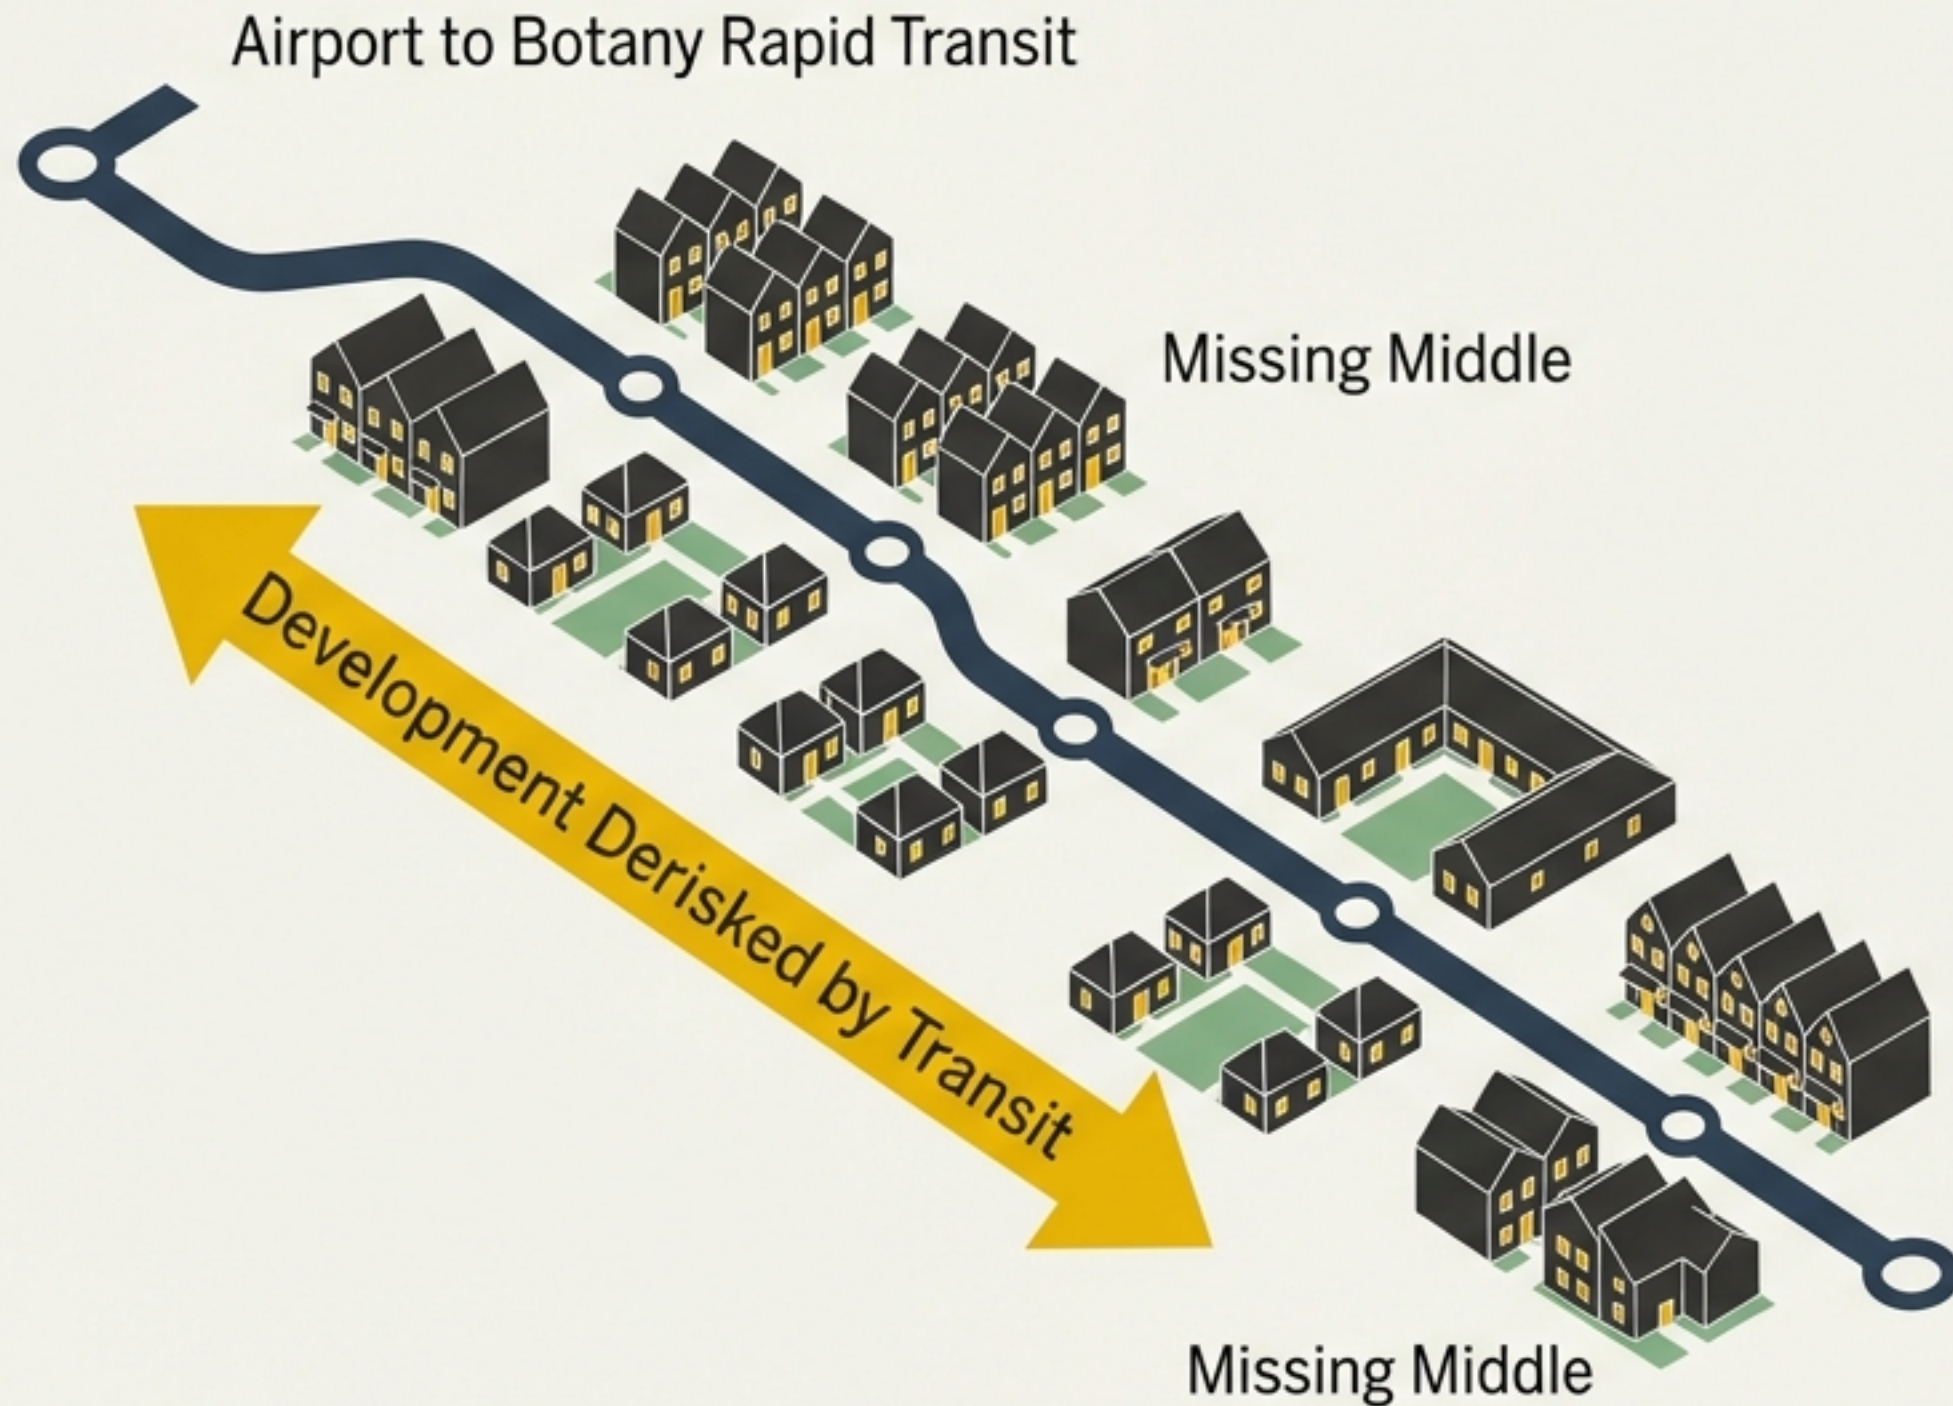 Airport to Botany Rapid Transit
Missing Middle
Development Derisked by Transit
Missing Middle